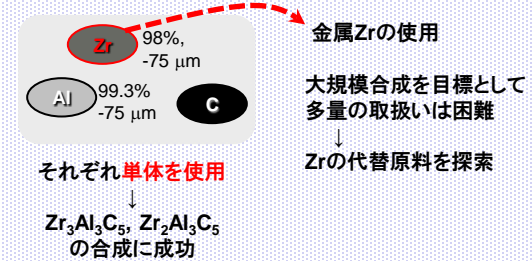 Zr 98%,
-75 μm
Al 99.3%
-75 μm
C
それぞれ単体を使用
↓
Zr3Al3C5, Zr2Al3C5
の合成に成功
金属Zrの使用
大規模合成を目標として
多量の取扱いは困難
↓
Zrの代替原料を探索